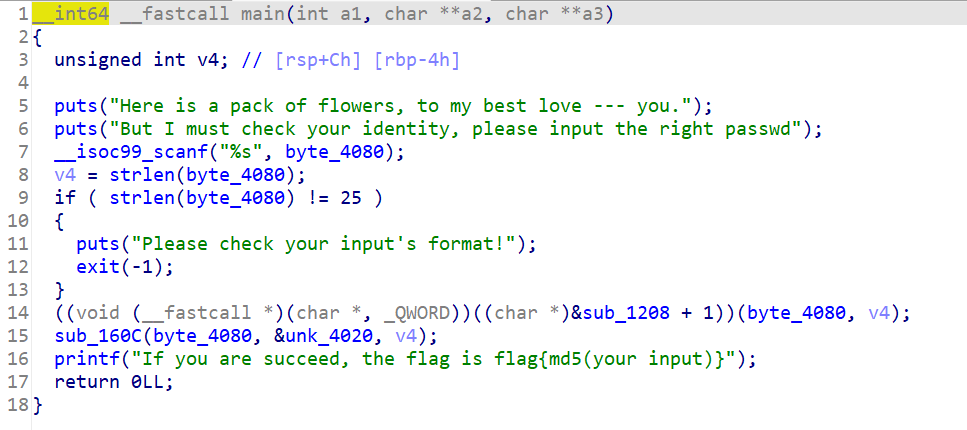 1 __int64 __fastcall main(int a1, char **a2, char **a3)
2 {
3   unsigned int v4; // [rsp+Ch] [rbp-4h]
4
5   puts("Here is a pack of flowers, to my best love --- you.");
6   puts("But I must check your identity, please input the right passwd");
7   __isoc99_scanf("%s", byte_4080);
8   v4 = strlen(byte_4080);
9   if ( strlen(byte_4080) != 25 )
10   {
11     puts("Please check your input's format!");
12     exit(-1);
13   }
14   ((void (__fastcall *)(char *, _QWORD))((char *)&sub_1208 + 1))(byte_4080, v4);
15   sub_160C(byte_4080, &unk_4020, v4);
16   printf("If you are succeed, the flag is flag{md5(your input)}");
17   return 0LL;
18 }